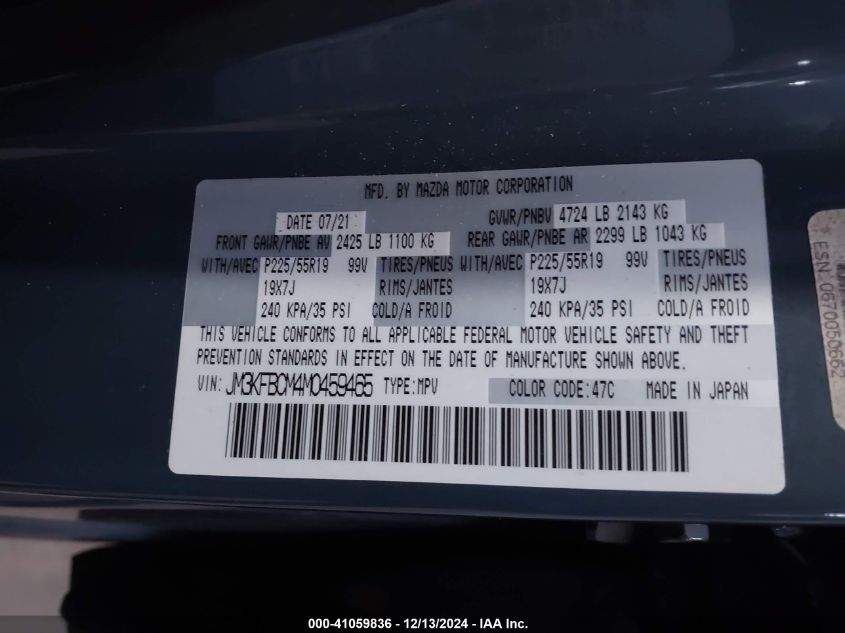 MFD. BY MAZDA MOTOR CORPORATION
DATE 07/21 GVWR/PNBV 4724 LB 2143 KG
FRONT GAWR/PNBE AV 2425 LB 1100 KG REAR GAWR/PNBE AR 2299 LB 1043 KG
WITH/AVEC P225/55R19 99V TIRES/PNEUS WITH/AVEC P225/55R19 99V TIRES/PNEUS
19X7J RIMS/JANTES 19X7J RIMS/JANTES
240 KPA/35 PSI COLD/A FROID 240 KPA/35 PSI COLD/A FROID
THIS VEHICLE CONFORMS TO ALL APPLICABLE FEDERAL MOTOR VEHICLE SAFETY AND THEFT
PREVENTION STANDARDS IN EFFECT ON THE DATE OF MANUFACTURE SHOWN ABOVE.
VIN: JM3KFBCM4M0459465 TYPE:MPV COLOR CODE:47C MADE IN JAPAN
ESN 0670050662
000-41059836 - 12/13/2024 - IAA Inc.